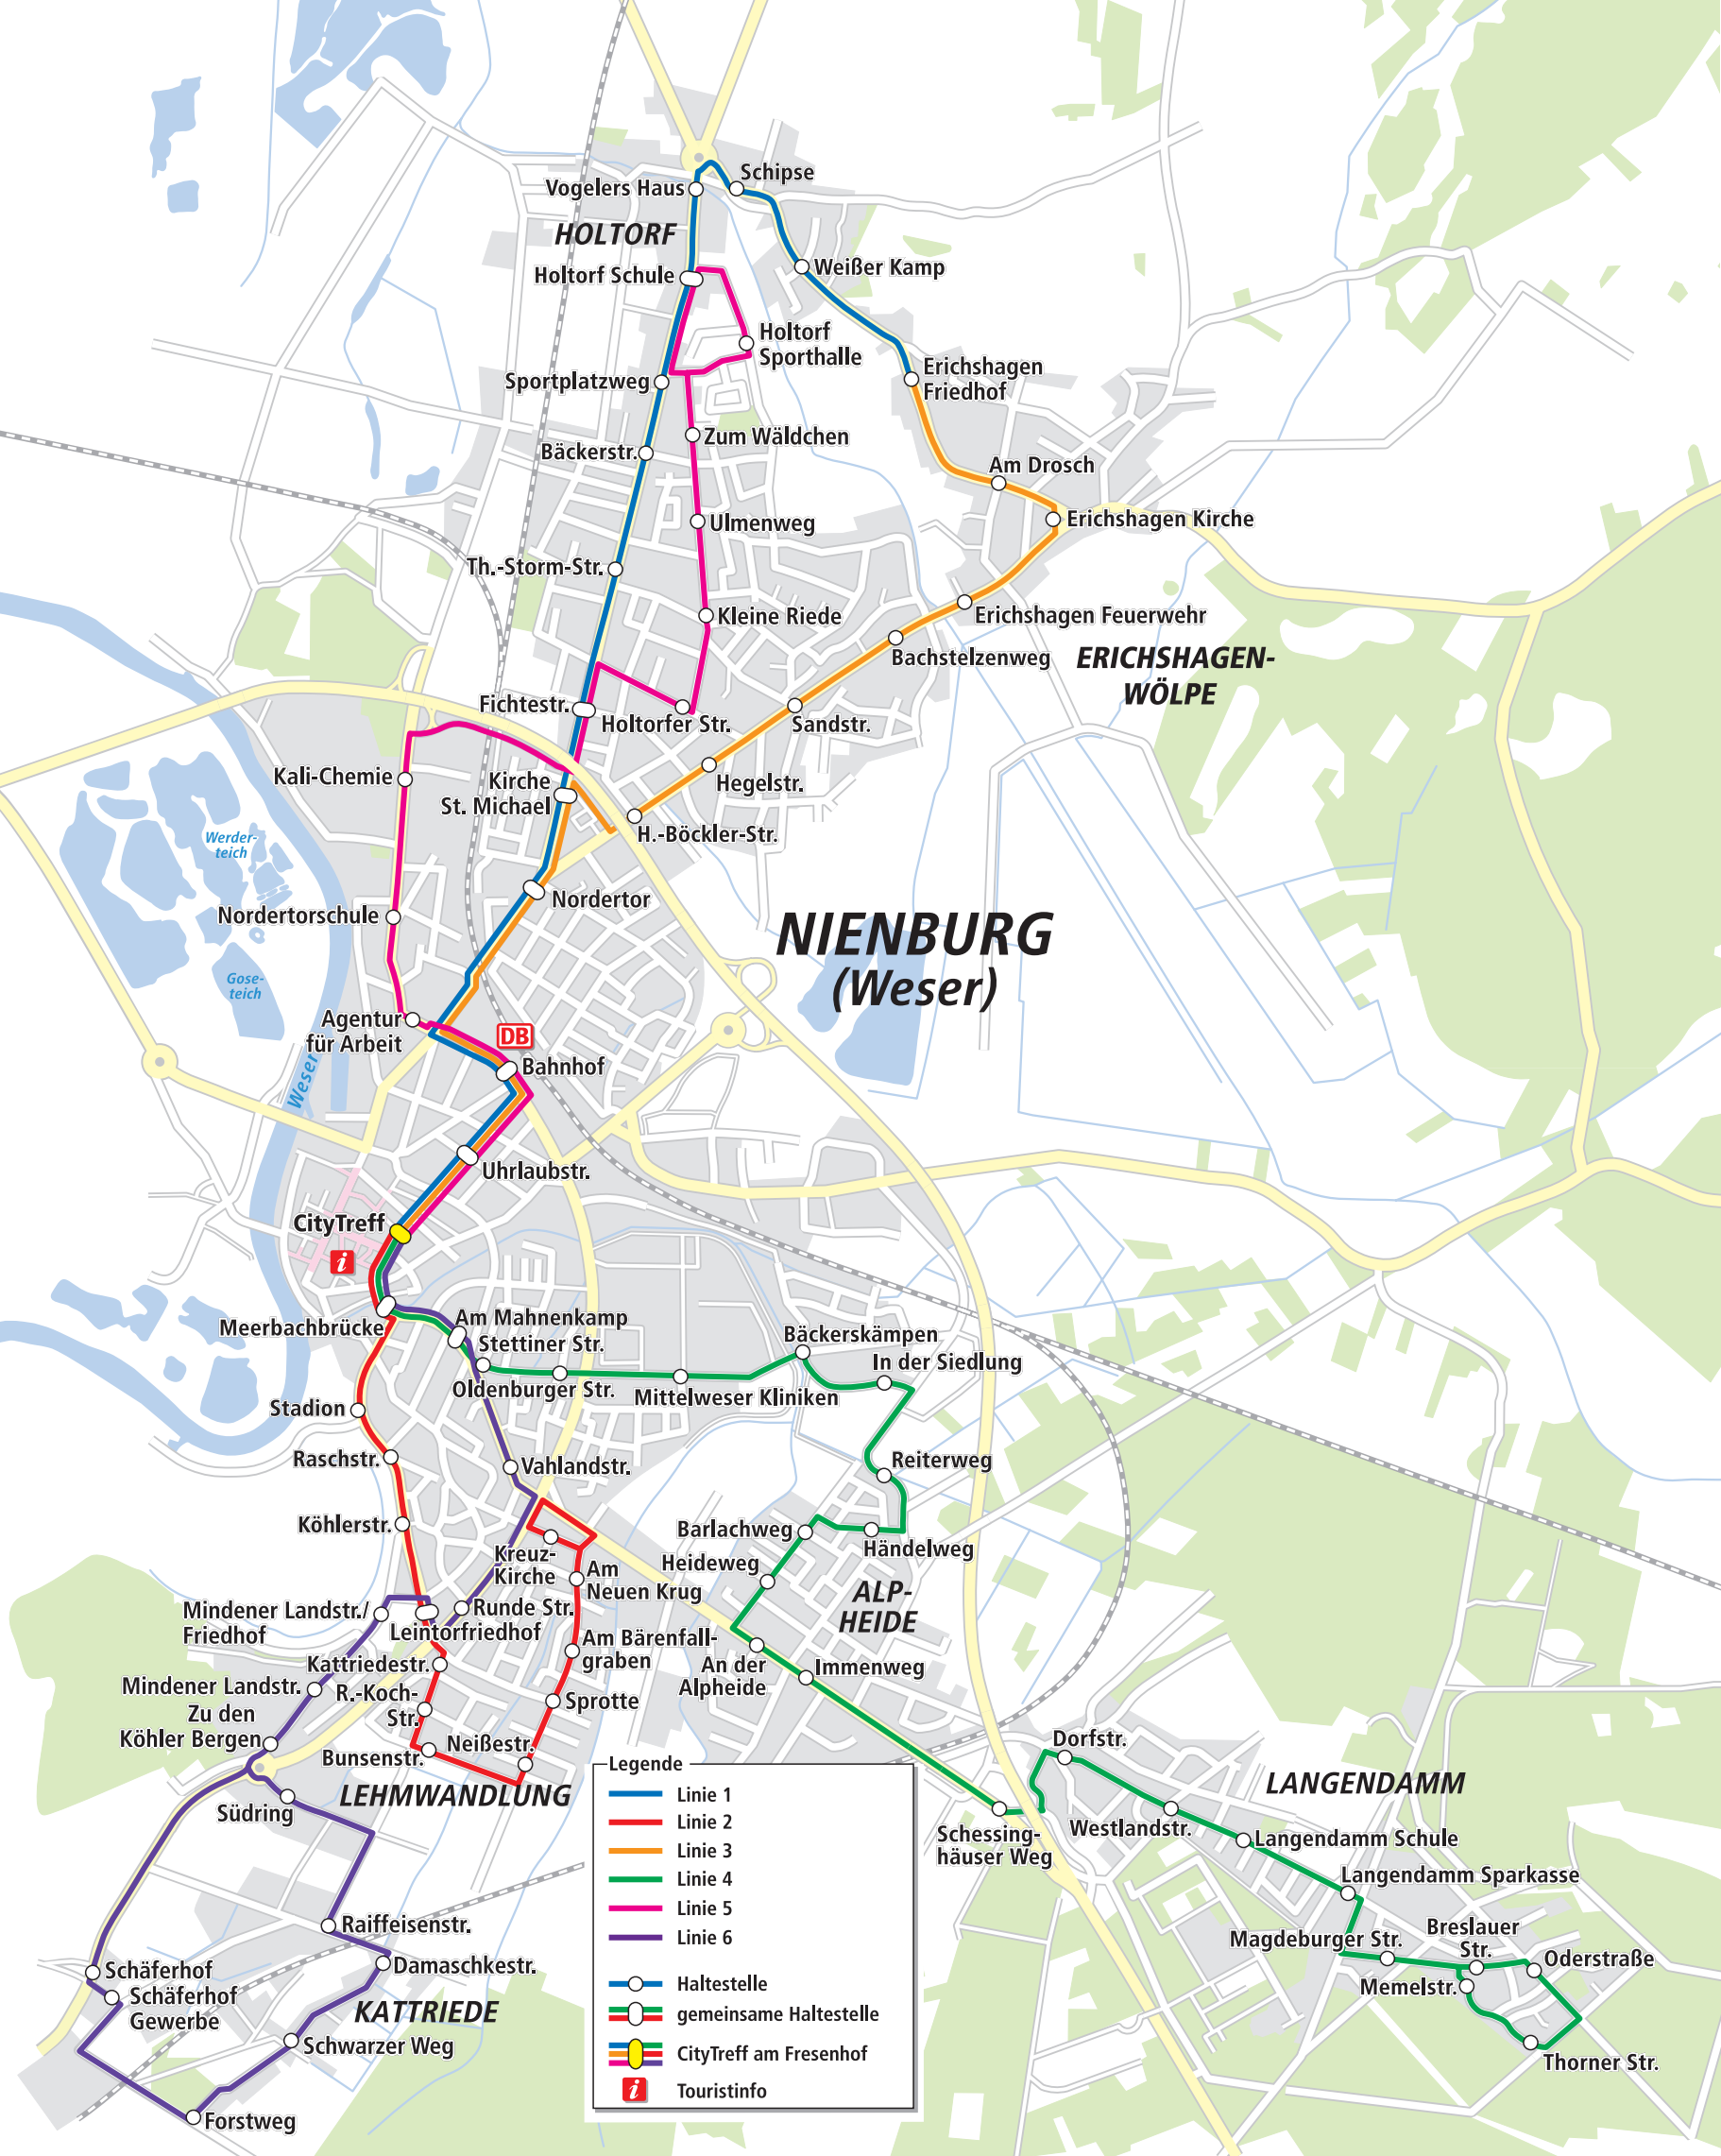 Schipse
Vogelers Haus
HOLTORF
Weißer Kamp
Holtorf Schule
Holtorf
Sporthalle
Erichshagen
Friedhof
Sportplatzweg
Zum Wäldchen
Bäckerstr.
Am Drosch
Erichshagen Kirche
Ulmenweg
Th.-Storm-Str.
Kleine Riede
Erichshagen Feuerwehr
Bachstelzenweg
ERICHSHAGEN-
WÖLPE
Fichtestr.
Holtorfer Str.
Sandstr.
Kali-Chemie
Kirche
St. Michael
Hegelstr.
H.-Böckler-Str.
Werder-
teich
Nordertor
Nordertorschule
NIENBURG
(Weser)
Gose-
teich
Agentur
für Arbeit
DB
Bahnhof
Weser
Uhrlaubstr.
CityTreff
i
Meerbachbrücke
Am Mahnenkamp
Stettiner Str.
Oldenburger Str.
Bäckerskämpen
In der Siedlung
Mittelweser Kliniken
Stadion
Raschstr.
Vahlandstr.
Reiterweg
Köhlerstr.
Barlachweg
Händelweg
Kreuz-
Kirche
Heideweg
Am
Neuen Krug
ALP-
HEIDE
Mindener Landstr./
Friedhof
Runde Str.
Leintorfriedhof
Am Bärenfall-
graben
Kattriedestr.
An der
Alpheide
Immenweg
Mindener Landstr.
R.-Koch-
Str.
Sprotte
Zu den
Köhler Bergen
Bunsenstr.
Neißestr.
Dorfstr.
LEHMWANDLUNG
LANGENDAMM
Südring
Schessing-
häuser Weg
Westlandstr.
Langendamm Schule
Langendamm Sparkasse
Raiffeisenstr.
Magdeburger Str.
Breslauer
Str.
Oderstraße
Memelstr.
Schäferhof
Damaschkestr.
Schäferhof
Gewerbe
KATTRIEDE
Schwarzer Weg
Thorner Str.
Forstweg
Legende
Linie 1
Linie 2
Linie 3
Linie 4
Linie 5
Linie 6
Haltestelle
gemeinsame Haltestelle
CityTreff am Fresenhof
i Touristinfo